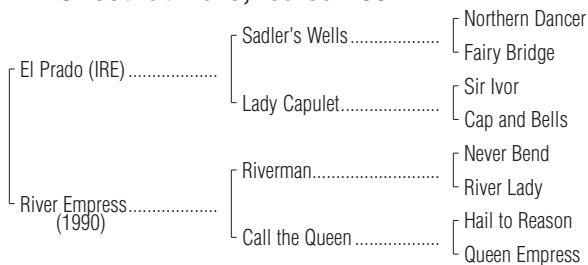 Northern Dancer
Sadler's Wells
Fairy Bridge
El Prado (IRE)
Sir Ivor
Lady Capulet
Cap and Bells
Never Bend
Riverman
River Lady
River Empress
(1990)
Hail to Reason
Call the Queen
Queen Empress